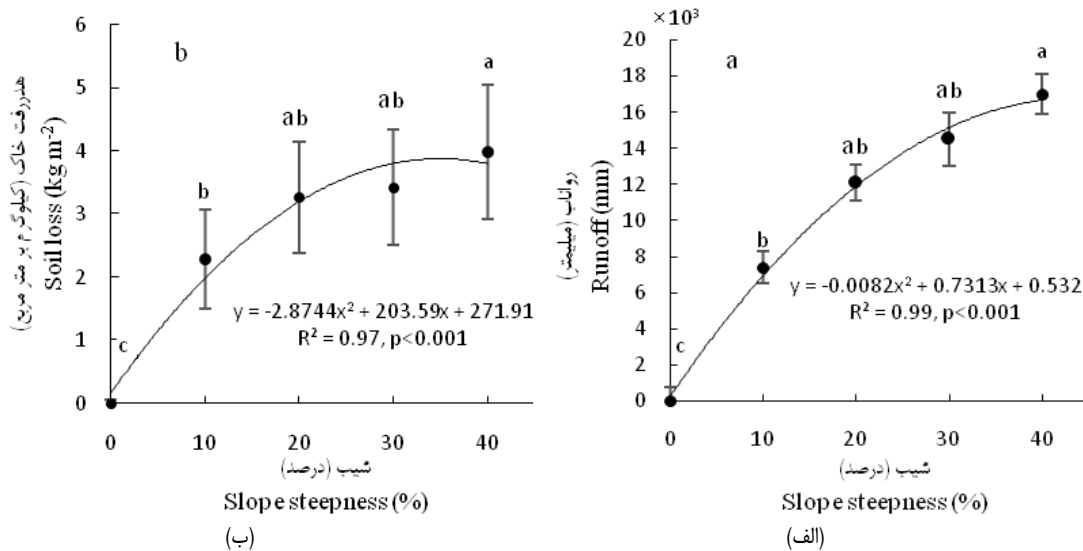 b
هدررفت خاک (کیلوگرم بر متر مربع)
Soil loss (kg m⁻²)
6
5
4
3
2
1
0
c
b
ab
ab
a
y = -2.8744x² + 203.59x + 271.91
R² = 0.97, p<0.001
0 10 20 30 40
شیب (درصد)
Slope steepness (%)
(ب)
×10³
a
رواناب (میلیمتر)
Runoff (mm)
20
18
16
14
12
10
8
6
4
2
0
c
b
ab
ab
a
y = -0.0082x² + 0.7313x + 0.532
R² = 0.99, p<0.001
0 10 20 30 40
شیب (درصد)
Slope steepness (%)
(الف)